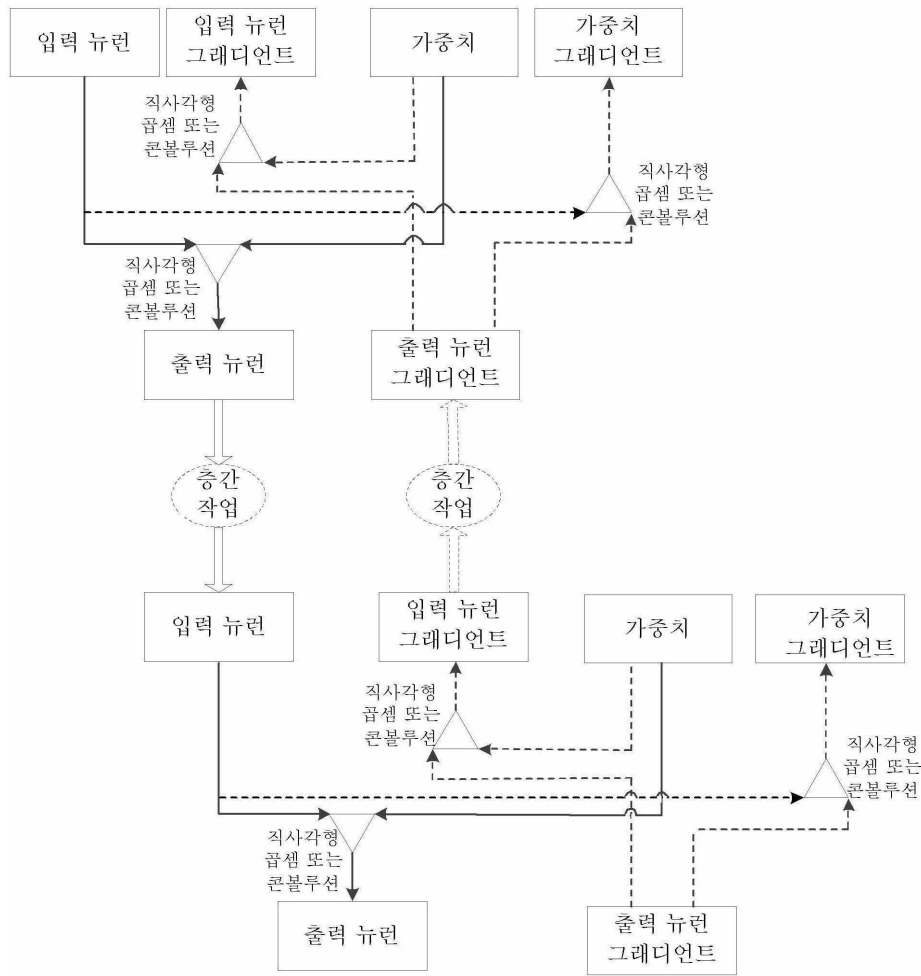 입력 뉴런
입력 뉴런
그래디언트
가중치
가중치
그래디언트
직사각형
곱셈 또는
콘볼루션
직사각형
곱셈 또는
콘볼루션
직사각형
곱셈 또는
콘볼루션
출력 뉴런
출력 뉴런
그래디언트
층간
작업
층간
작업
입력 뉴런
입력 뉴런
그래디언트
가중치
가중치
그래디언트
직사각형
곱셈 또는
콘볼루션
직사각형
곱셈 또는
콘볼루션
직사각형
곱셈 또는
콘볼루션
출력 뉴런
출력 뉴런
그래디언트